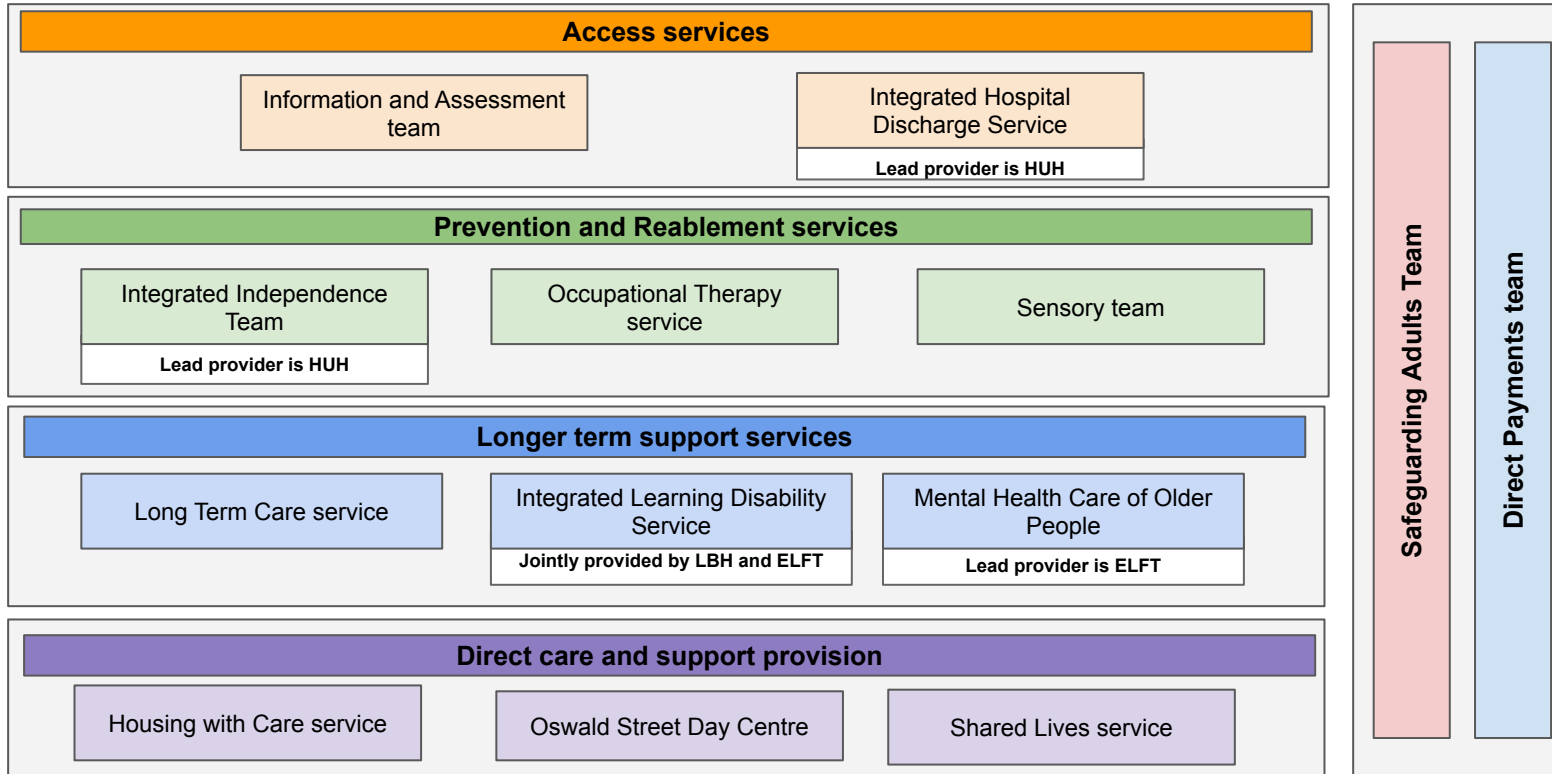 Access services
Information and Assessment
team
Integrated Hospital
Discharge Service
Lead provider is HUH
Prevention and Reablement services
Integrated Independence
Team
Lead provider is HUH
Occupational Therapy
service
Sensory team
Longer term support services
Long Term Care service
Integrated Learning Disability
Service
Jointly provided by LBH and ELFT
Mental Health Care of Older
People
Lead provider is ELFT
Direct care and support provision
Housing with Care service
Oswald Street Day Centre
Shared Lives service
Safeguarding Adults Team
Direct Payments team